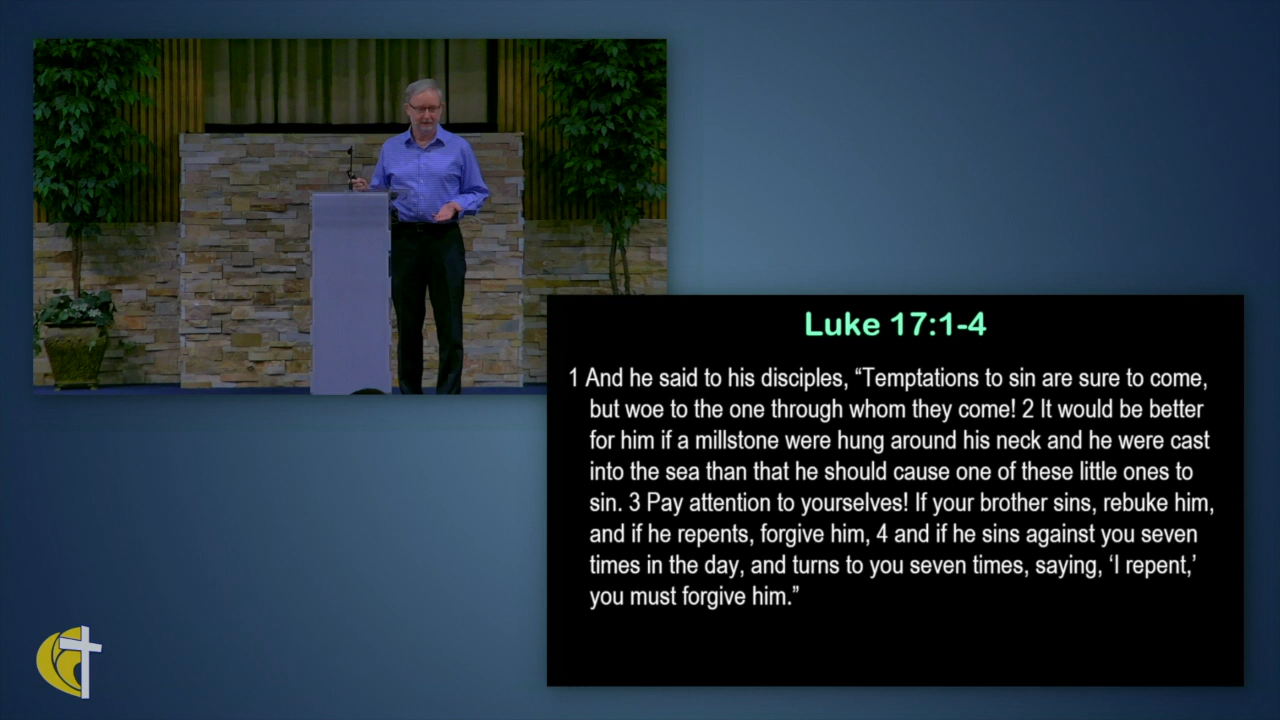 Luke 17:1-4
1 And he said to his disciples, “Temptations to sin are sure to come,
but woe to the one through whom they come! 2 It would be better
for him if a millstone were hung around his neck and he were cast
into the sea than that he should cause one of these little ones to
sin. 3 Pay attention to yourselves! If your brother sins, rebuke him,
and if he repents, forgive him, 4 and if he sins against you seven
times in the day, and turns to you seven times, saying, ‘I repent,’
you must forgive him.”